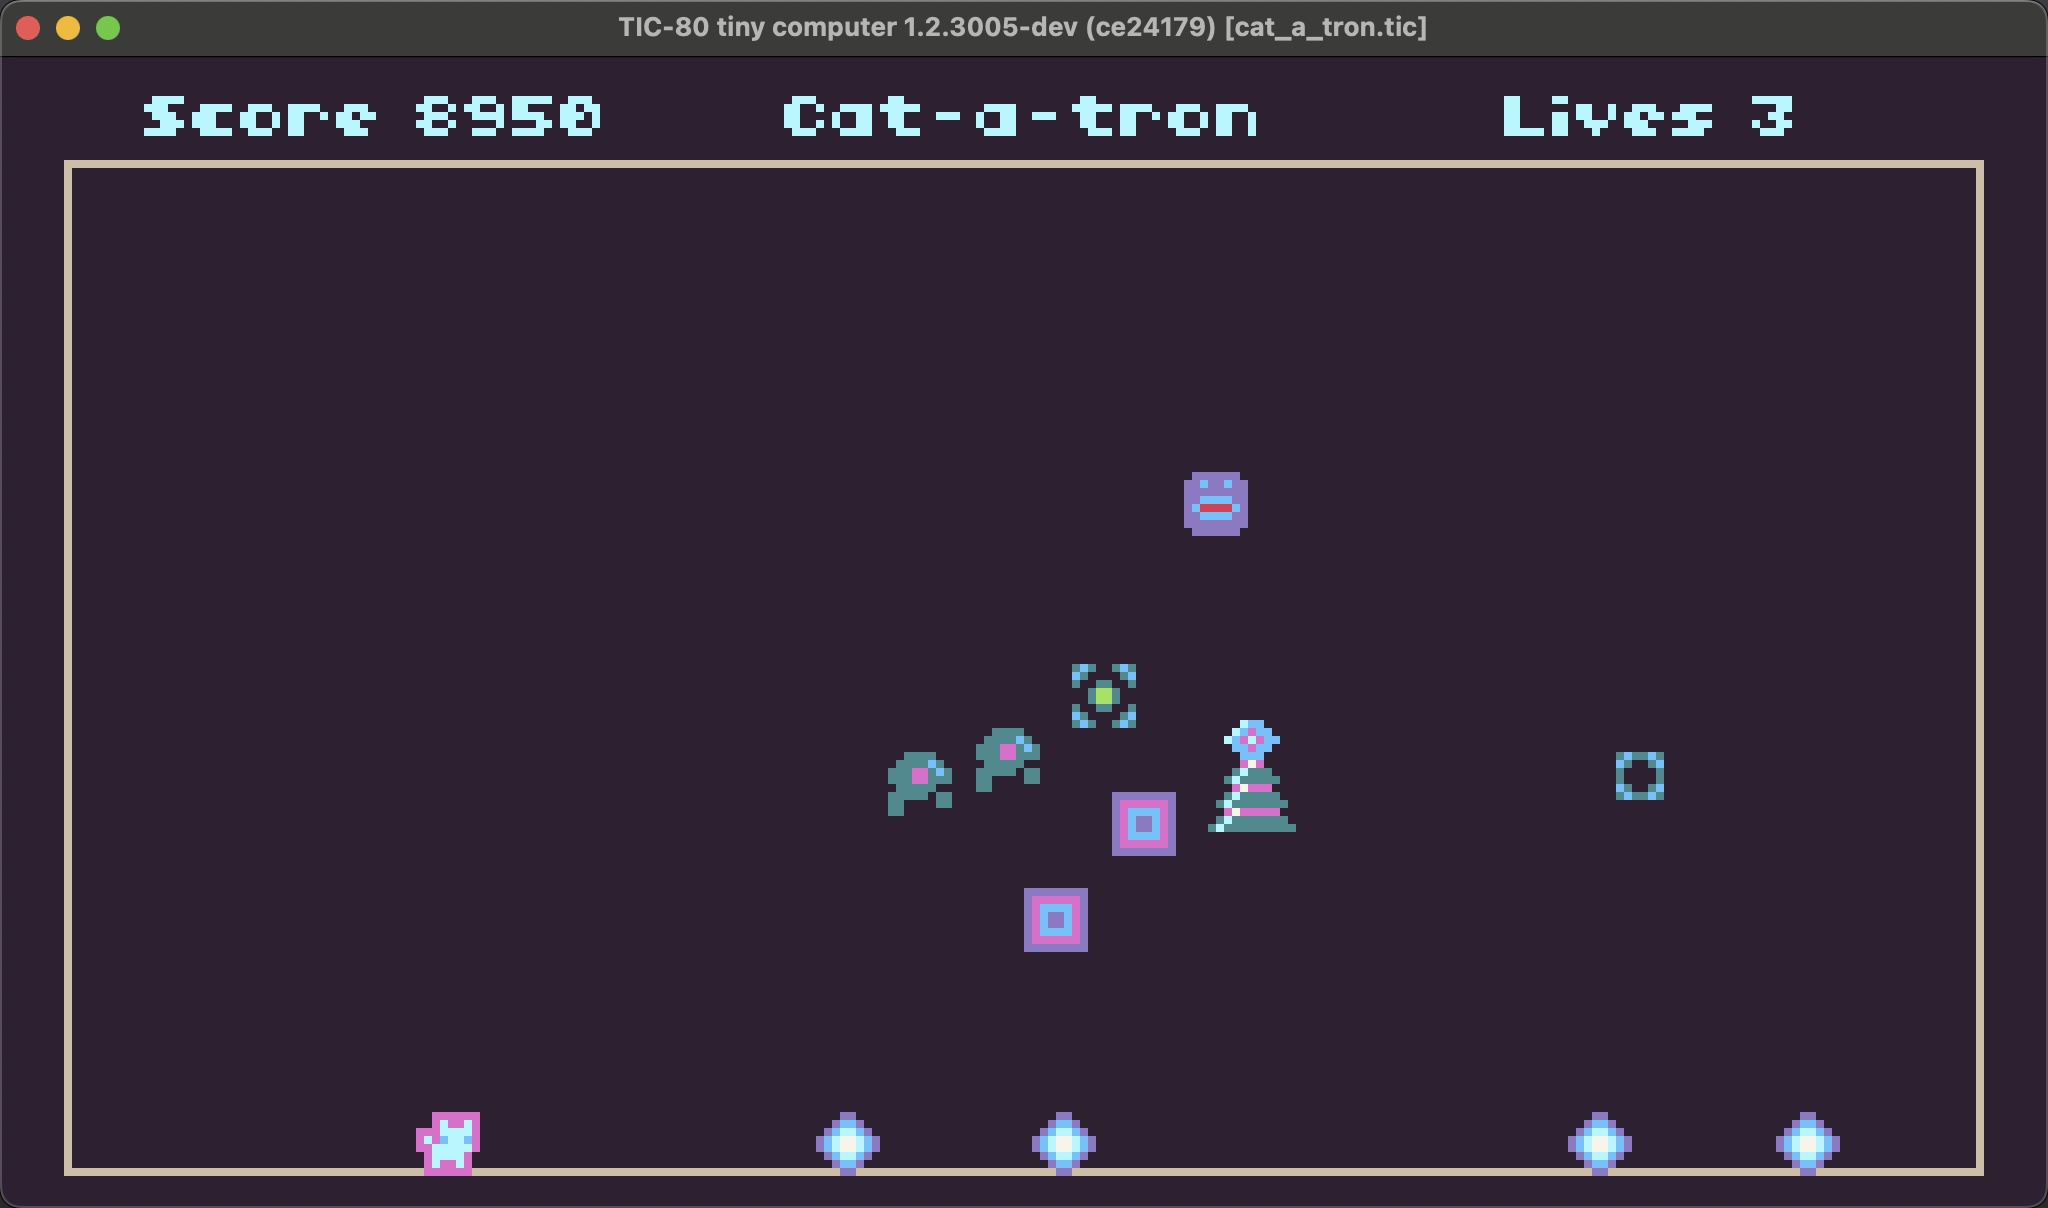 TIC-80 tiny computer 1.2.3005-dev (ce24179) [cat_a_tron.tic]
Score 8950 Cat-a-tron Lives 3